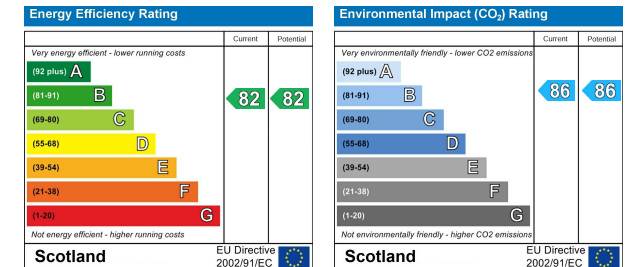 Energy Efficiency Rating
Current Potential
Very energy efficient - lower running costs
(92 plus) A
(81-91) B
82 82
(69-80) C
(55-68) D
(39-54) E
(21-38) F
(1-20) G
Not energy efficient - higher running costs
Scotland
EU Directive
2002/91/EC
Environmental Impact (CO₂) Rating
Current Potential
Very environmentally friendly - lower CO2 emissions
(92 plus) A
(81-91) B
86 86
(69-80) C
(55-68) D
(39-54) E
(21-38) F
(1-20) G
Not environmentally friendly - higher CO2 emissions
Scotland
EU Directive
2002/91/EC